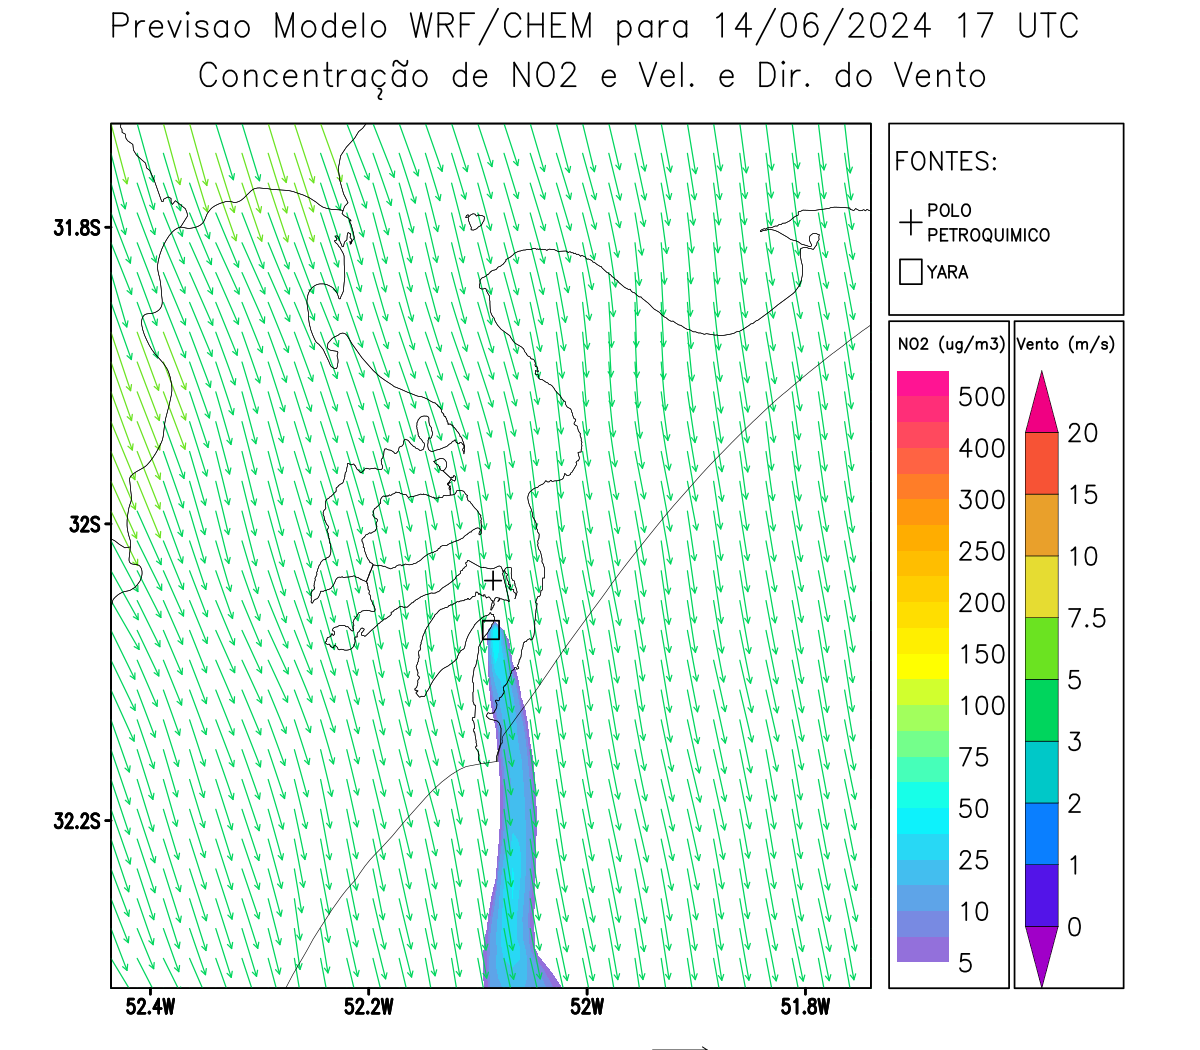 Previsao Modelo WRF/CHEM para 14/06/2024 17 UTC
Concentração de NO2 e Vel. e Dir. do Vento
FONTES:
POLO
PETROQUIMICO
YARA
NO2 (ug/m3)
500
400
300
250
200
150
100
75
50
25
10
5
Vento (m/s)
20
15
10
7.5
5
3
2
1
0
31.8S
32S
32.2S
52.4W
52.2W
52W
51.8W